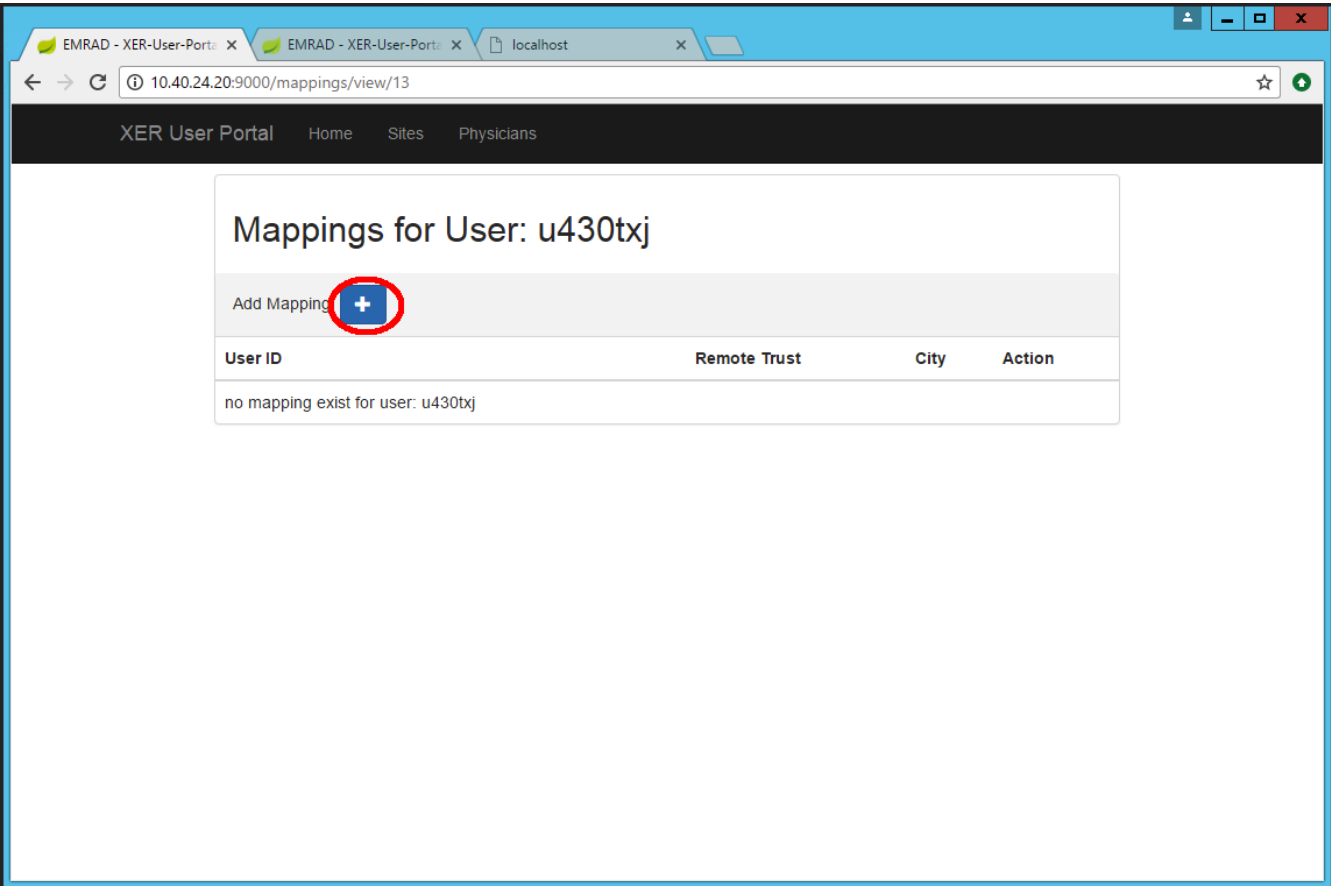 EMRAD - XER-User-Porta
EMRAD - XER-User-Porta
localhost
10.40.24.20:9000/mappings/view/13
XER User Portal Home Sites Physicians
Mappings for User: u430txj
Add Mapping
User ID Remote Trust City Action
no mapping exist for user: u430txj